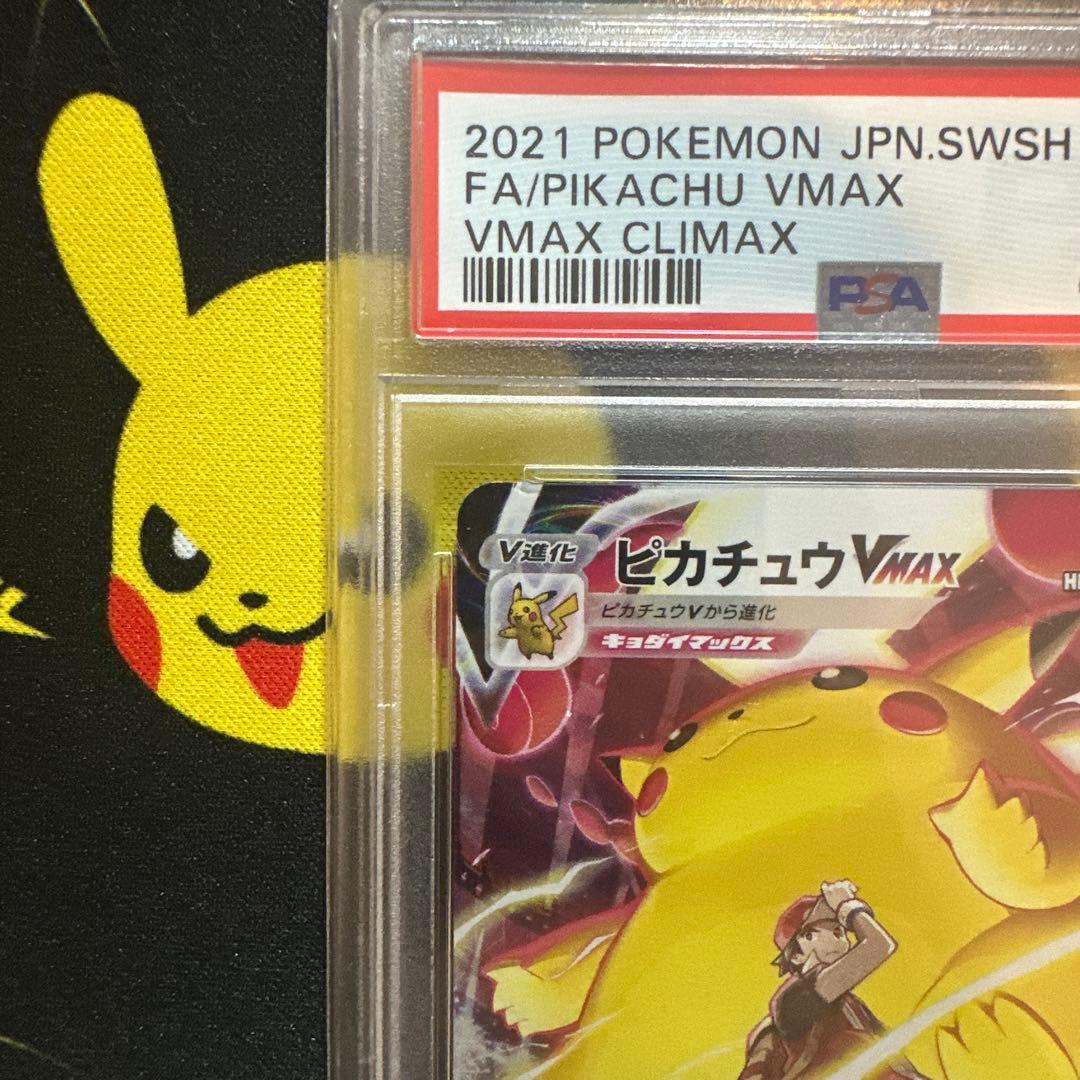 2021 POKEMON JPN.SWSH
FA/PIKACHU VMAX
VMAX CLIMAX
PSA
V進化
ピカチュウVMAX
ピカチュウVから進化
キョダイマックス